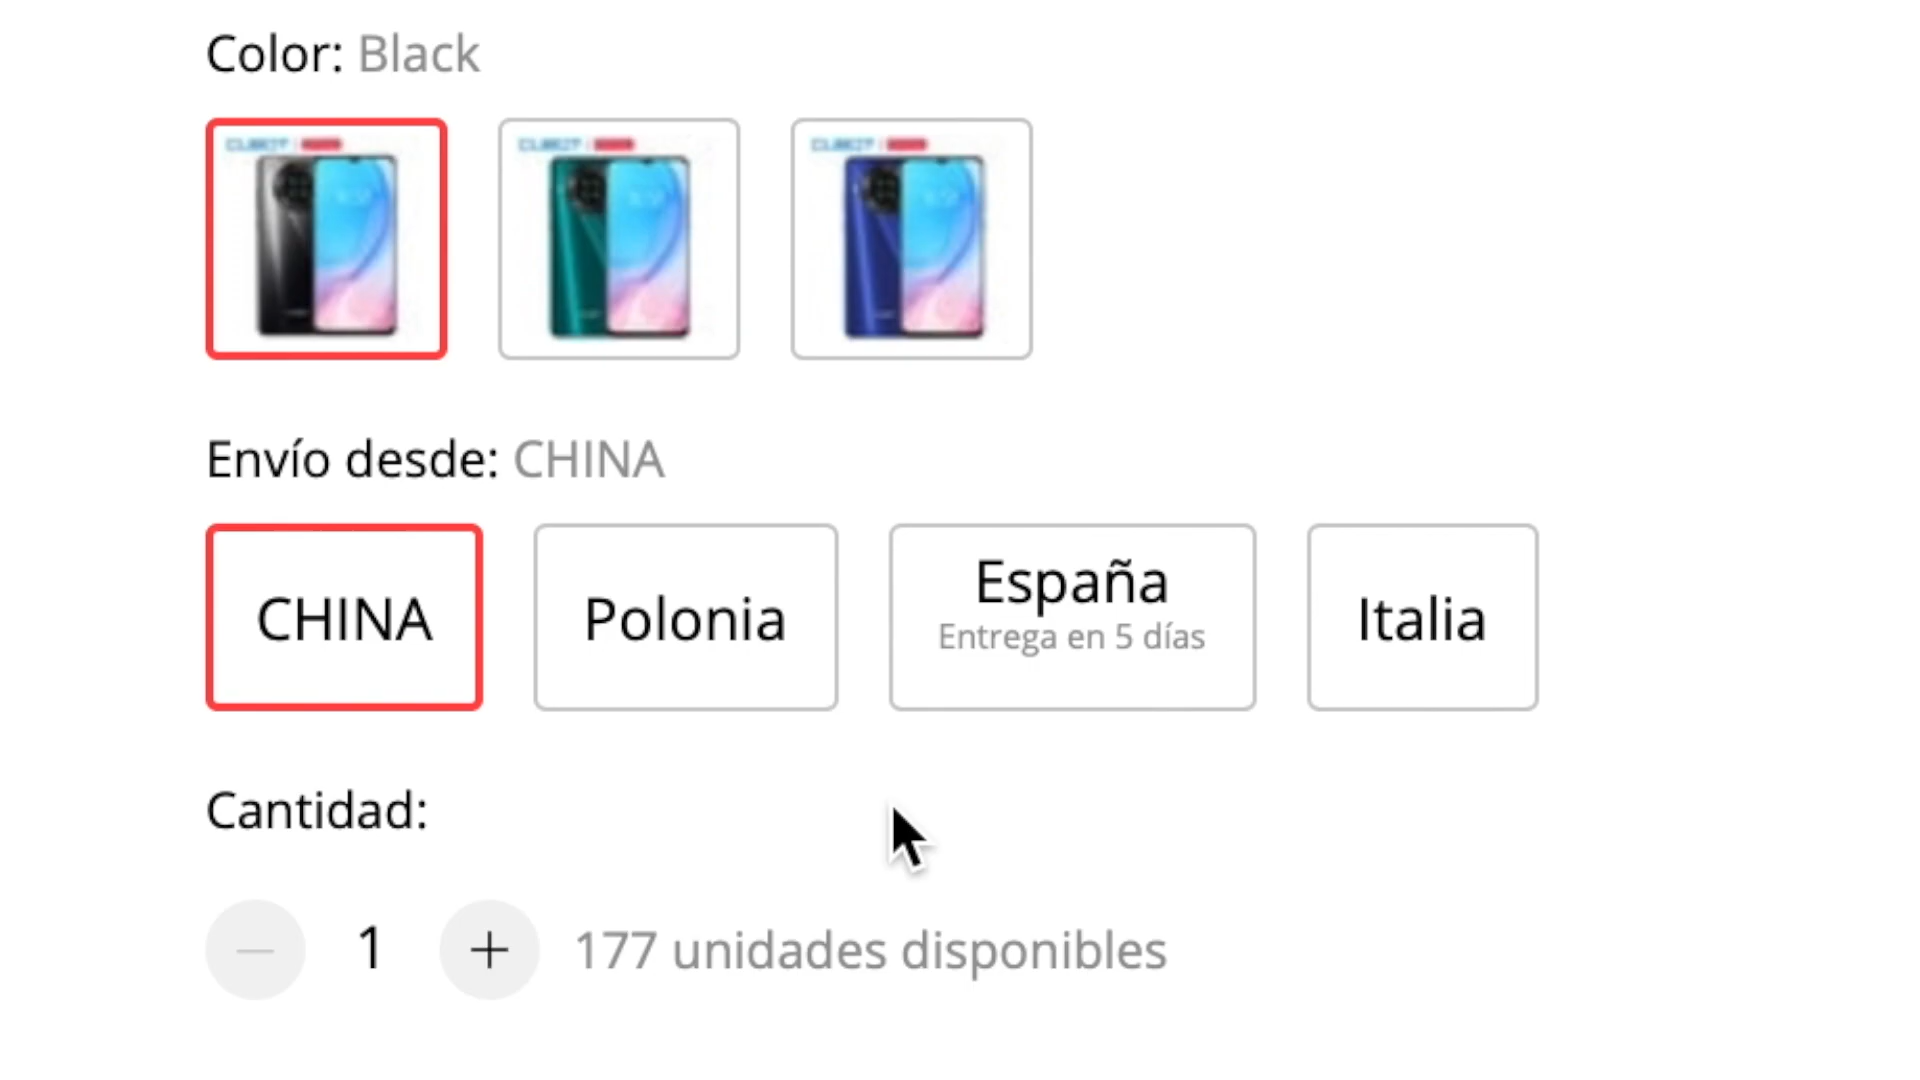 Color: Black
Envío desde: CHINA
CHINA
Polonia
España
Entrega en 5 días
Italia
Cantidad:
1
177 unidades disponibles